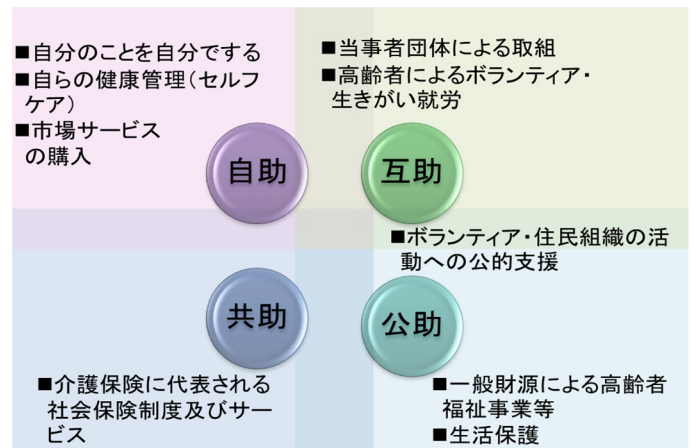 ■自分のことを自分でする
■自らの健康管理(セルフ
ケア)
■市場サービス
の購入
自助
■当事者団体による取組
■高齢者によるボランティア・
生きがい就労
互助
■ボランティア・住民組織の活
動への公的支援
共助
■介護保険に代表される
社会保険制度及びサー
ビス
公助
■一般財源による高齢者
福祉事業等
■生活保護